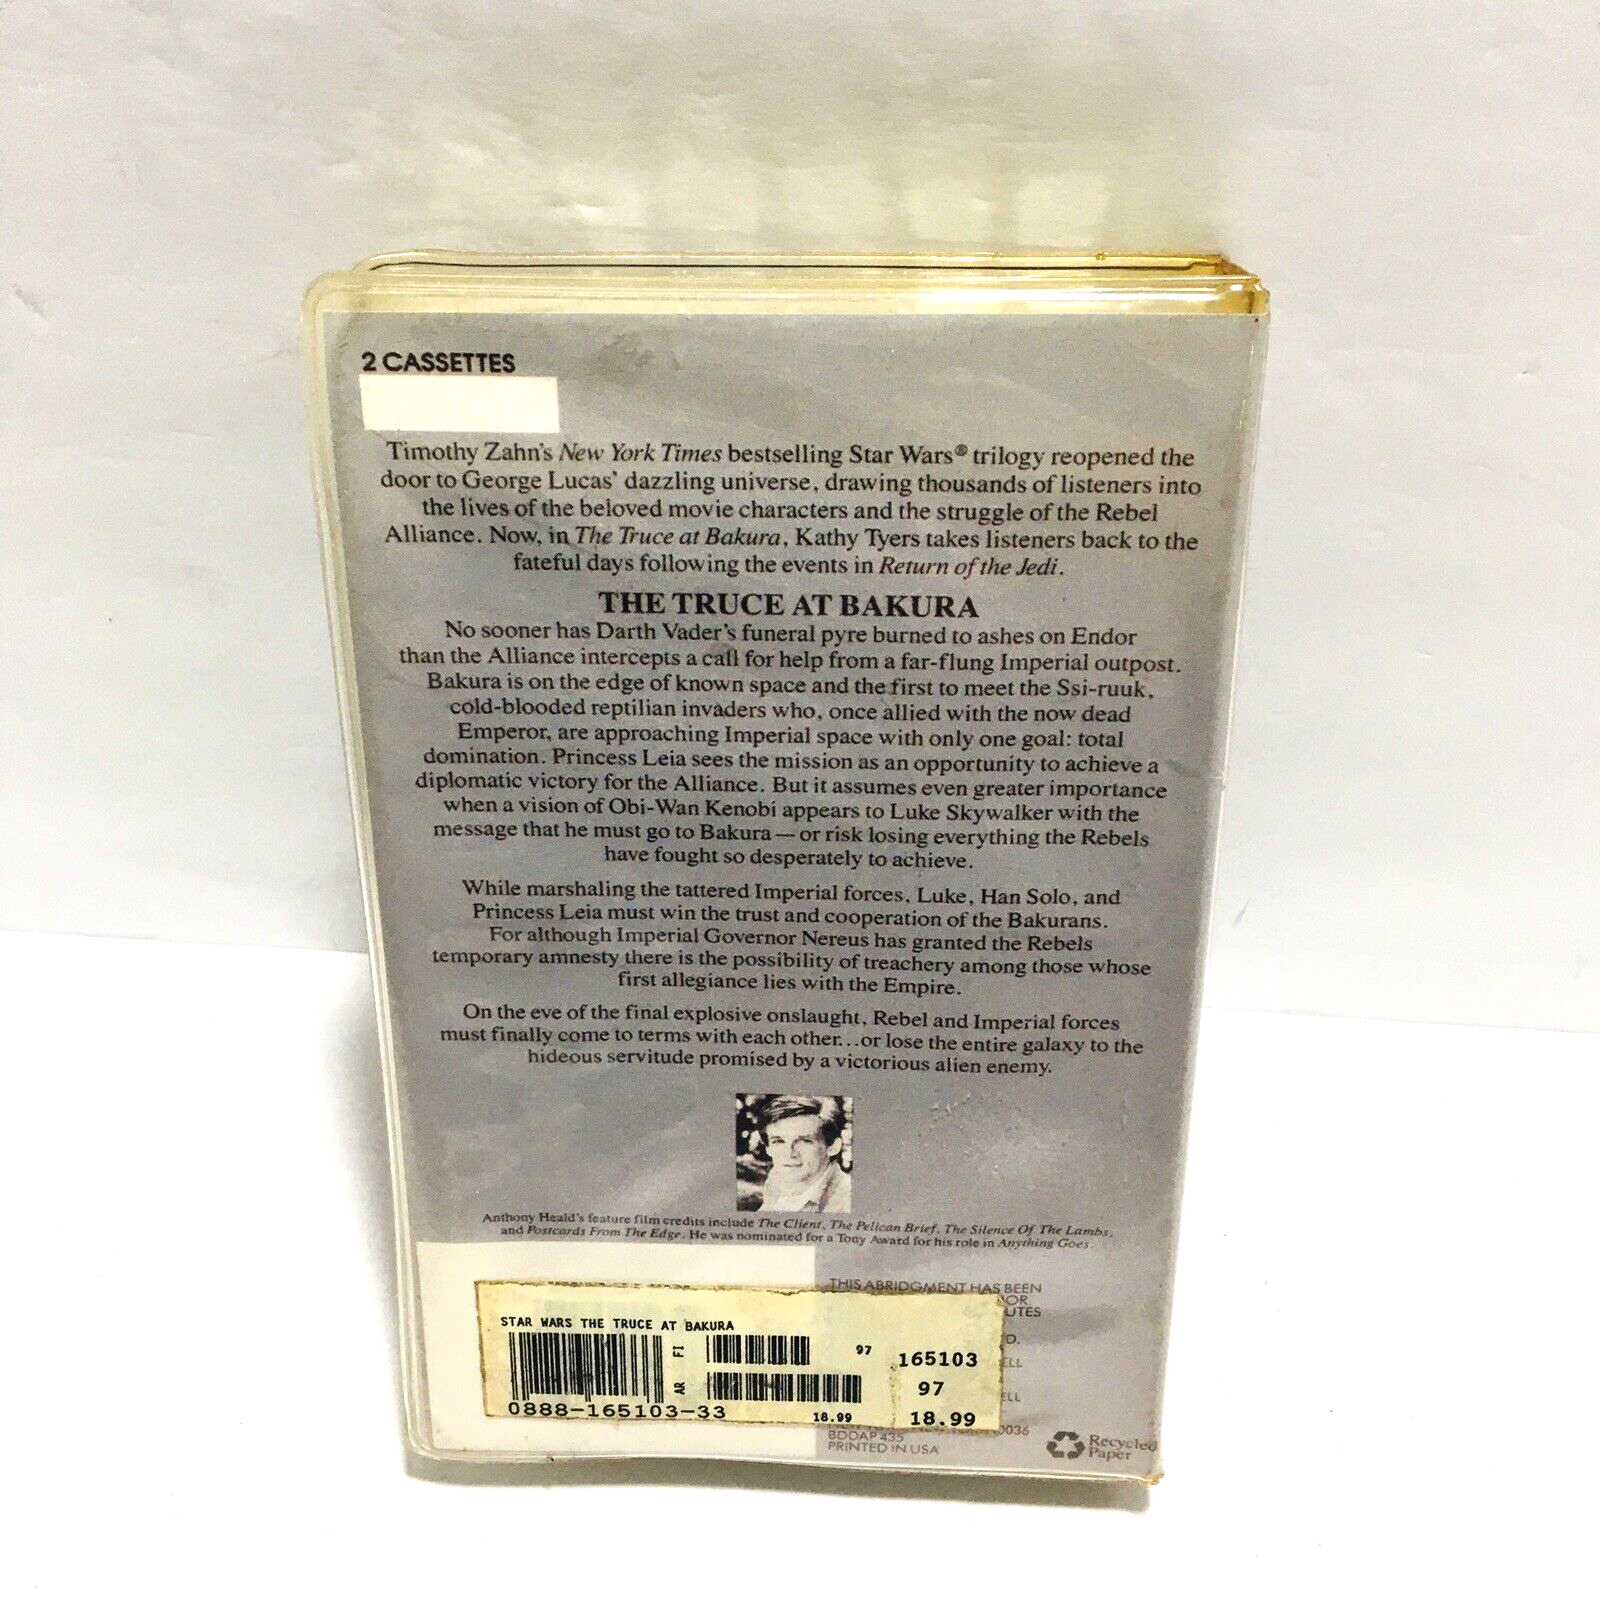 2 CASSETTES
Timothy Zahn's New York Times bestselling Star Wars® trilogy reopened the
door to George Lucas' dazzling universe, drawing thousands of listeners into
the lives of the beloved movie characters and the struggle of the Rebel
Alliance. Now, in The Truce at Bakura, Kathy Tyers takes listeners back to the
fateful days following the events in Return of the Jedi.
THE TRUCE AT BAKURA
No sooner has Darth Vader's funeral pyre burned to ashes on Endor
than the Alliance intercepts a call for help from a far-flung Imperial outpost.
Bakura is on the edge of known space and the first to meet the Ssi-ruuk,
cold-blooded reptilian invaders who, once allied with the now dead
Emperor, are approaching Imperial space with only one goal: total
domination. Princess Leia sees the mission as an opportunity to achieve a
diplomatic victory for the Alliance. But it assumes even greater importance
when a vision of Obi-Wan Kenobi appears to Luke Skywalker with the
message that he must go to Bakura — or risk losing everything the Rebels
have fought so desperately to achieve.
While marshaling the tattered Imperial forces, Luke, Han Solo, and
Princess Leia must win the trust and cooperation of the Bakurans.
For although Imperial Governor Nereus has granted the Rebels
temporary amnesty there is the possibility of treachery among those whose
first allegiance lies with the Empire.
On the eve of the final explosive onslaught, Rebel and Imperial forces
must finally come to terms with each other...or lose the entire galaxy to the
hideous servitude promised by a victorious alien enemy.
Anthony Heald's feature film credits include The Client, The Pelican Brief, The Silence Of The Lambs,
and Postcards From The Edge. He was nominated for a Tony Award for his role in Anything Goes.
THIS ABRIDGMENT HAS BEEN
OR
UTES
D.
ELL
ELL
0036
BDDAP 435
PRINTED IN USA
Recycled
Paper
STAR WARS THE TRUCE AT BAKURA
FI
97
165103
AR
97
0888-165103-33
18.99
18.99